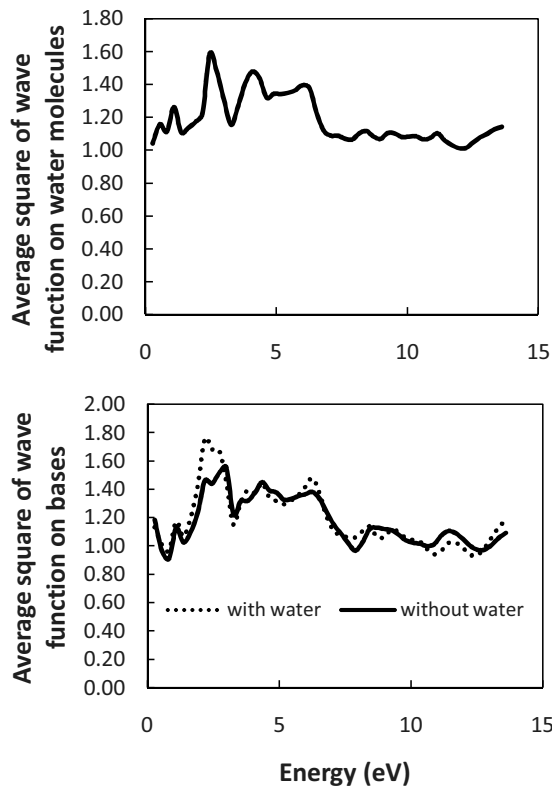 Average square of wave
function on water molecules
1.80
1.60
1.40
1.20
1.00
0.80
0.60
0.40
0.20
0.00
0 5 10 15
Average square of wave
function on bases
2.00
1.80
1.60
1.40
1.20
1.00
0.80
0.60
0.40
0.20
0.00
with water without water
0 5 10 15
Energy (eV)